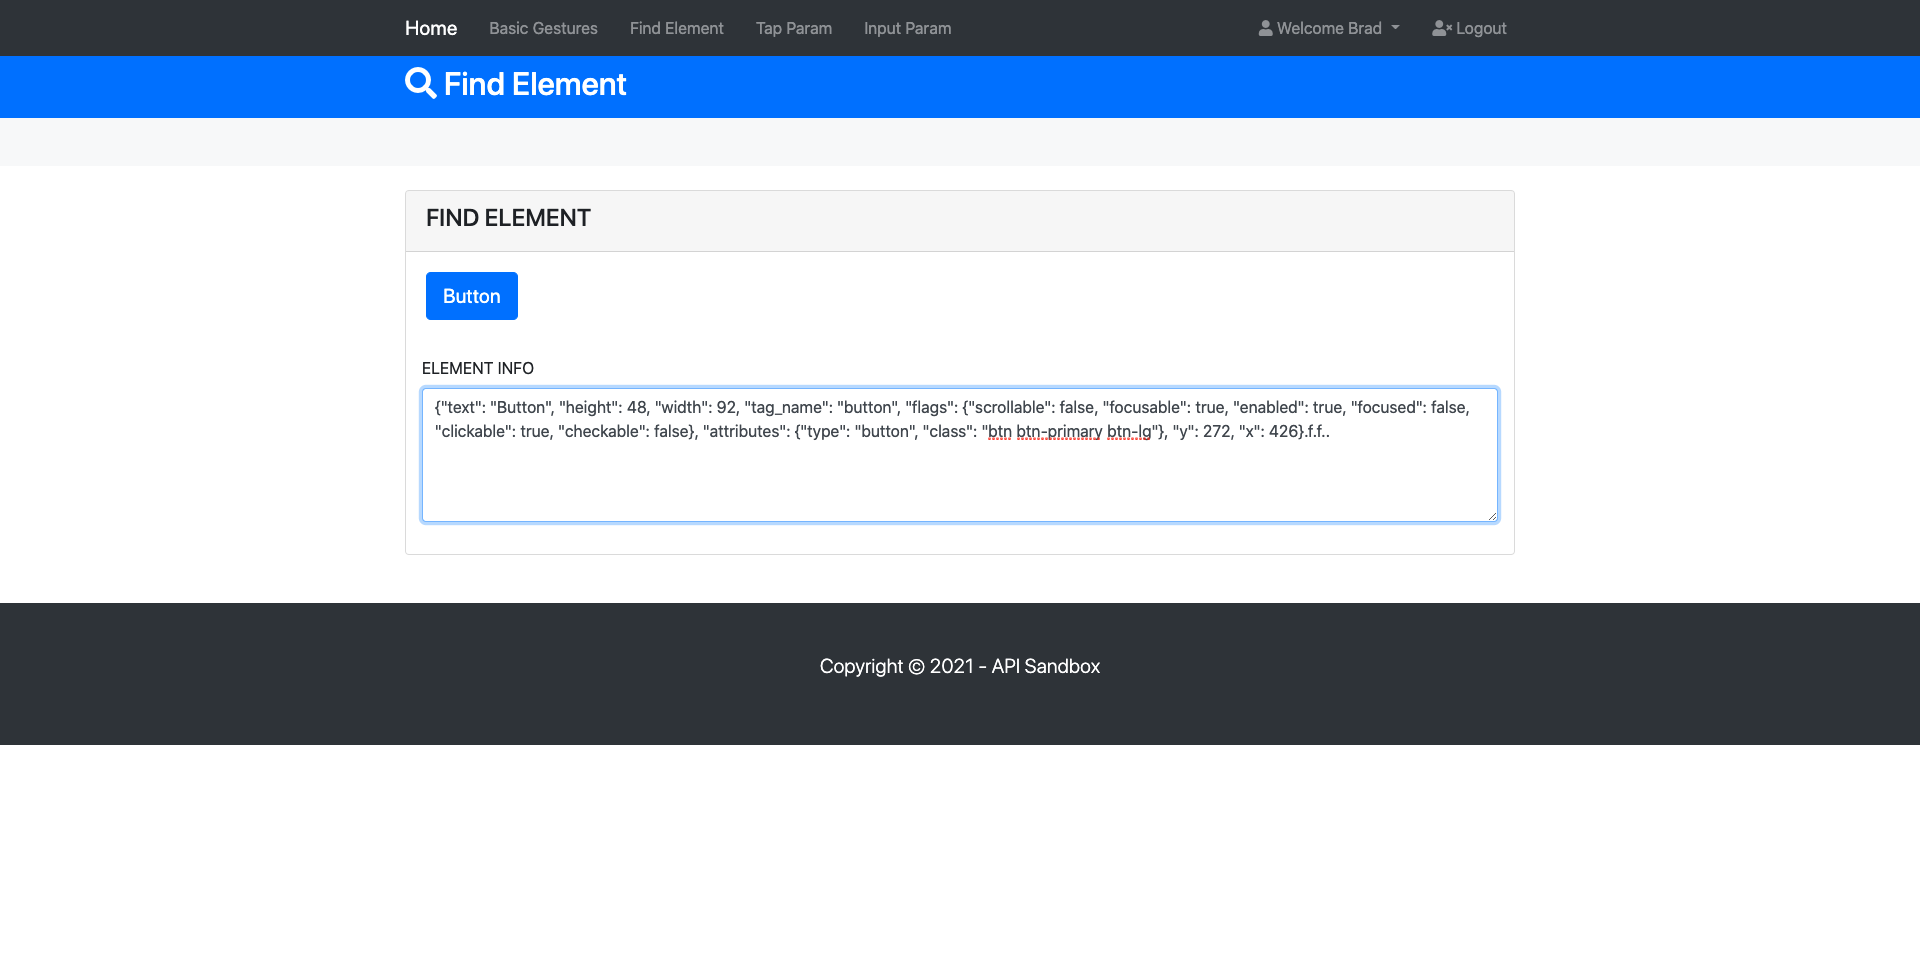 Home Basic Gestures Find Element Tap Param Input Param Welcome Brad Logout
Find Element
FIND ELEMENT
Button
ELEMENT INFO
{"text": "Button", "height": 48, "width": 92, "tag_name": "button", "flags": {"scrollable": false, "focusable": true, "enabled": true, "focused": false,
"clickable": true, "checkable": false}, "attributes": {"type": "button", "class": "btn btn-primary btn-lg"}, "y": 272, "x": 426}.f.f..
Copyright © 2021 - API Sandbox